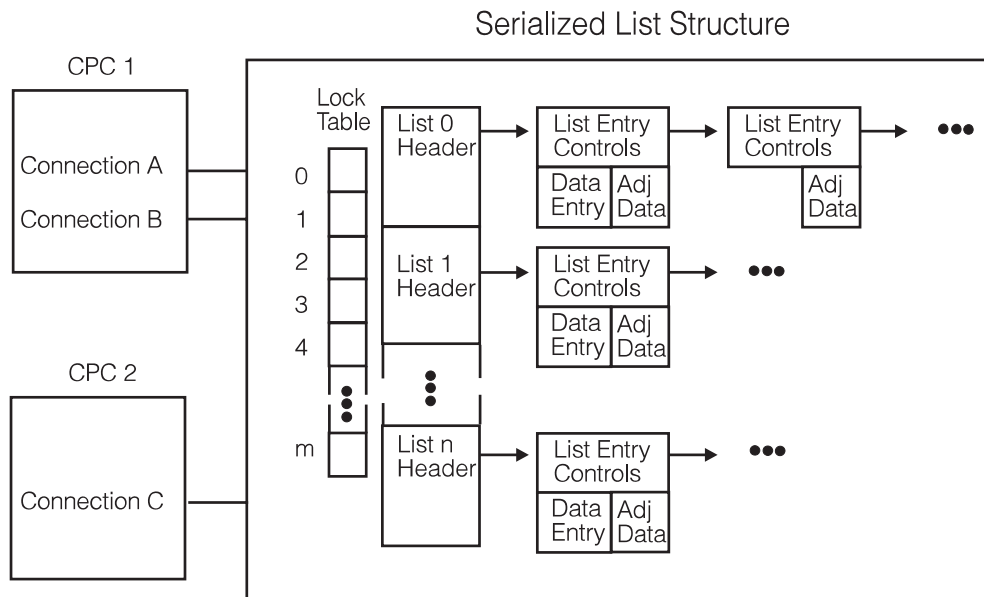 Serialized List Structure
CPC 1
Connection A
Connection B
CPC 2
Connection C
Lock
Table
0
1
2
3
4
m
List 0
Header
List Entry
Controls
Data
Entry
Adj
Data
List Entry
Controls
Adj
Data
List 1
Header
List Entry
Controls
Data
Entry
Adj
Data
List n
Header
List Entry
Controls
Data
Entry
Adj
Data